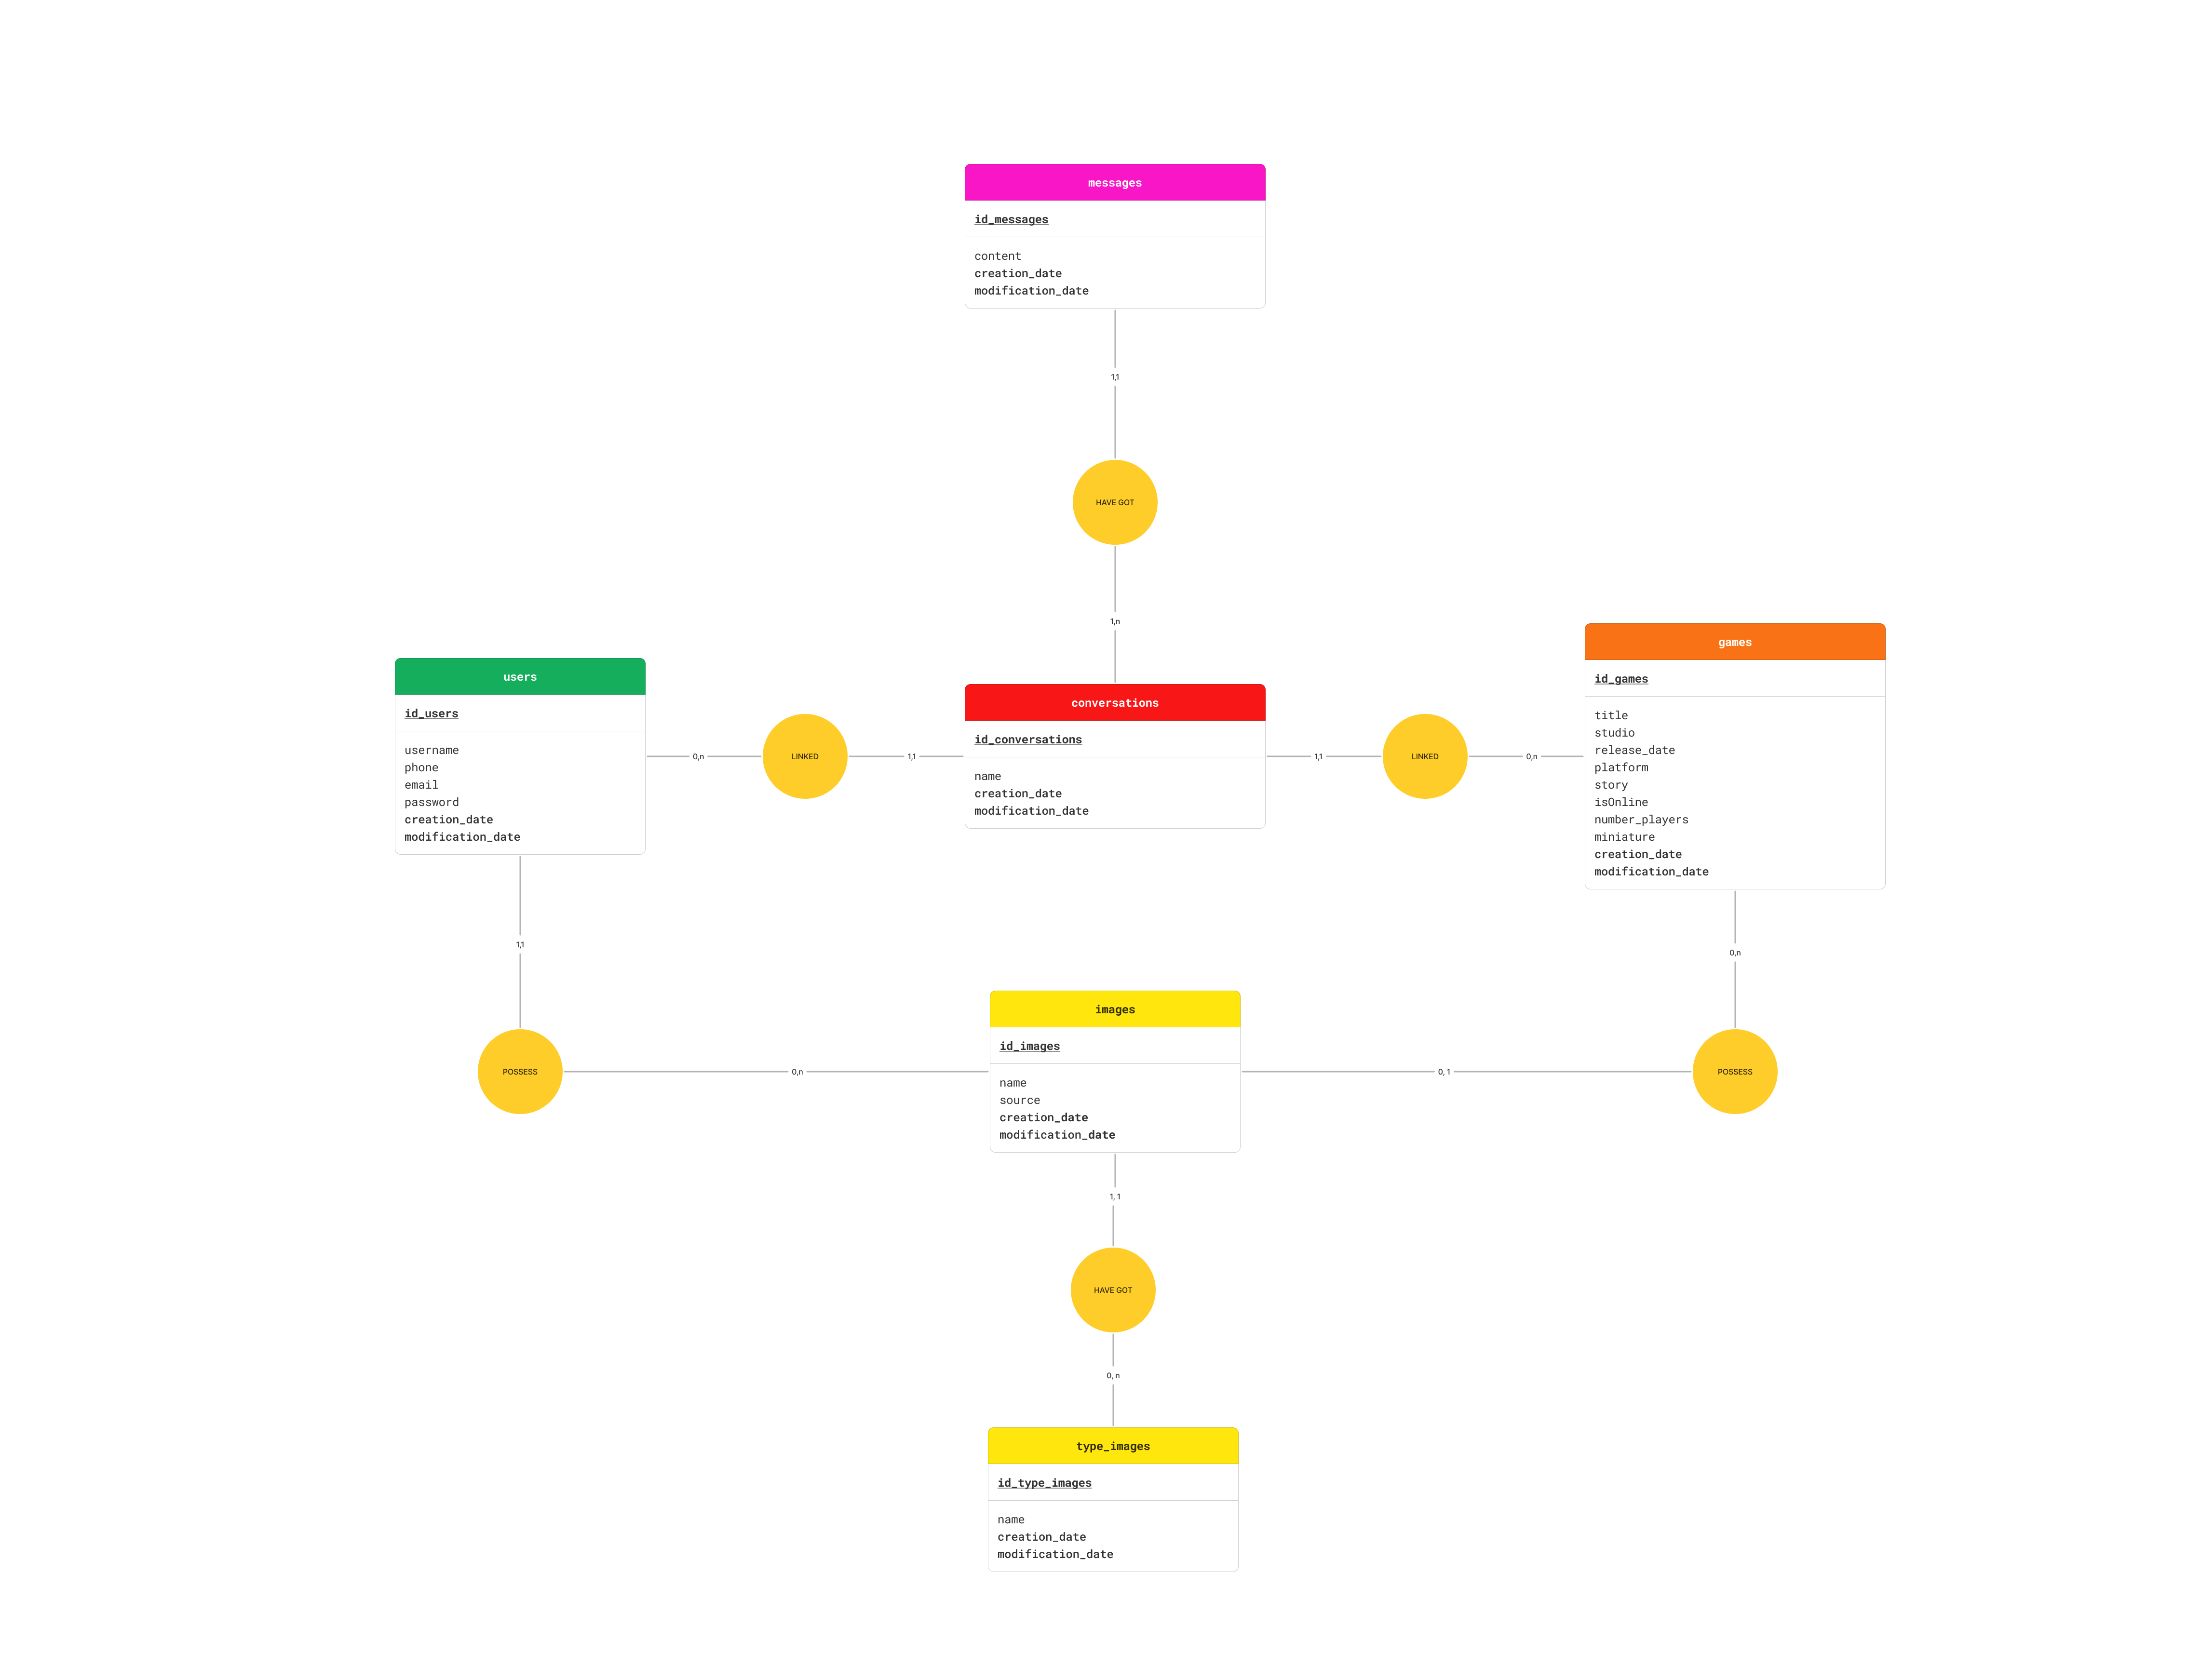 messages
id_messages
content
creation_date
modification_date
1,1
HAVE GOT
1,n
users
id_users
username
phone
email
password
creation_date
modification_date
0,n
LINKED
1,1
conversations
id_conversations
name
creation_date
modification_date
1,1
LINKED
0,n
games
id_games
title
studio
release_date
platform
story
isOnline
number_players
miniature
creation_date
modification_date
1,1
0,n
POSSESS
0,n
images
id_images
name
source
creation_date
modification_date
0, 1
POSSESS
1, 1
HAVE GOT
0, n
type_images
id_type_images
name
creation_date
modification_date